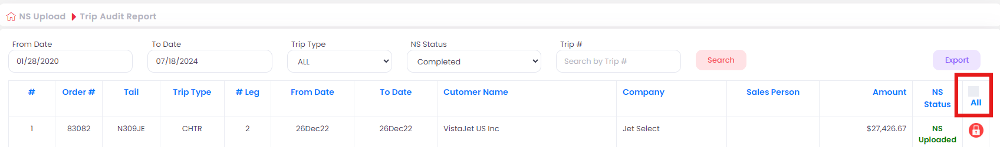 NS Upload Trip Audit Report
From Date To Date Trip Type NS Status Trip #
01/28/2020 07/18/2024 ALL Completed Search by Trip # Search Export
# Order # Tail Trip Type # Leg From Date To Date Cutomer Name Company Sales Person Amount NS Status All
1 83082 N309JE CHTR 2 26Dec22 26Dec22 VistaJet US Inc Jet Select $27,426.67 NS Uploaded